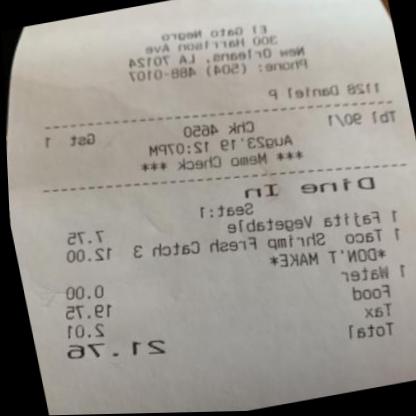 El Gato Negro
300 Harrison Ave
New Orleans, LA 70124
Phone: (504) 488-0107
1128 Daniel P
Tbl 90/1 Chk 4650 Gst 1
Aug23'19 12:07PM
*** Memo Check ***
Dine In
Seat:1
1 Fajita Vegetable 7.75
1 Taco Shrimp Fresh Catch 3 12.00
*DON'T MAKE*
1 Water 0.00
Food 19.75
Tax 2.01
Total 21.76